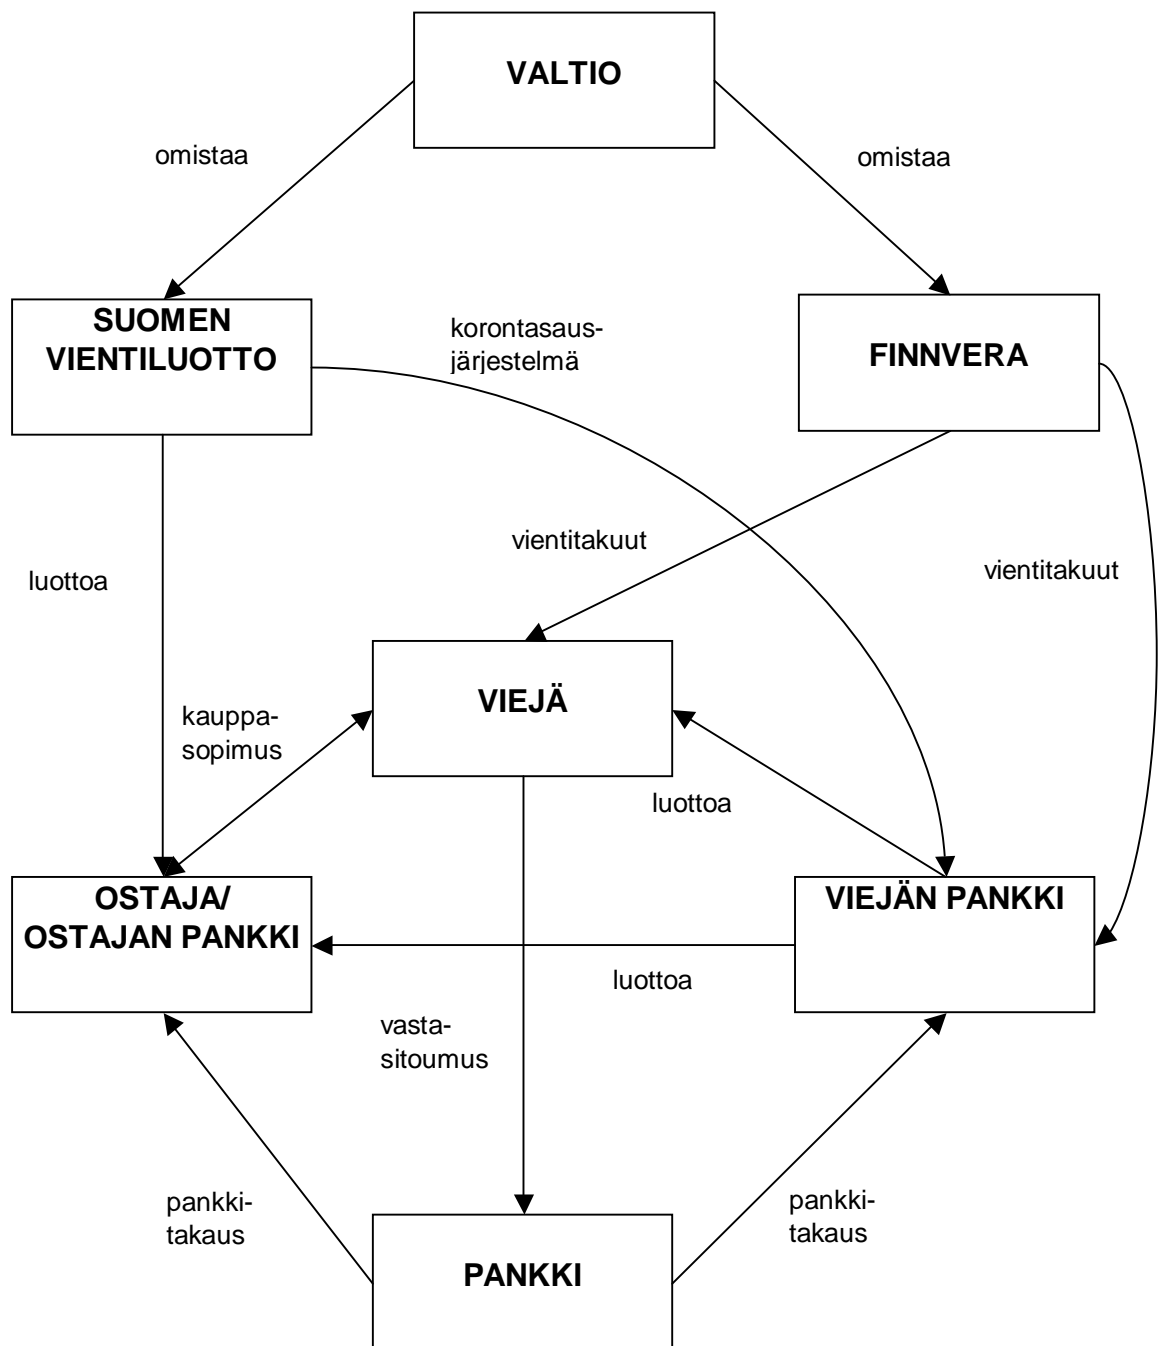 VALTIO
omistaa
omistaa
SUOMEN
VIENTILUOTTO
korontasaus-
järjestelmä
FINNVERA
vientitakuut
vientitakuut
luottoa
VIEJÄ
kauppa-
sopimus
luottoa
OSTAJA/
OSTAJAN PANKKI
VIEJÄN PANKKI
luottoa
vasta-
sitoumus
pankki-
takaus
pankki-
takaus
PANKKI